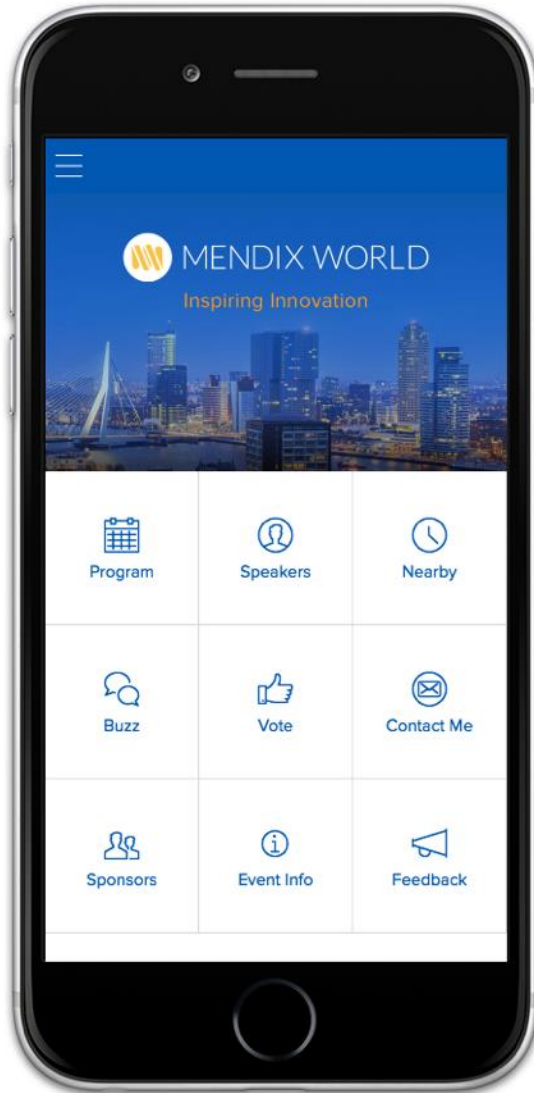 MENDIX WORLD
Inspiring Innovation
Program
Speakers
Nearby
Buzz
Vote
Contact Me
Sponsors
Event Info
Feedback